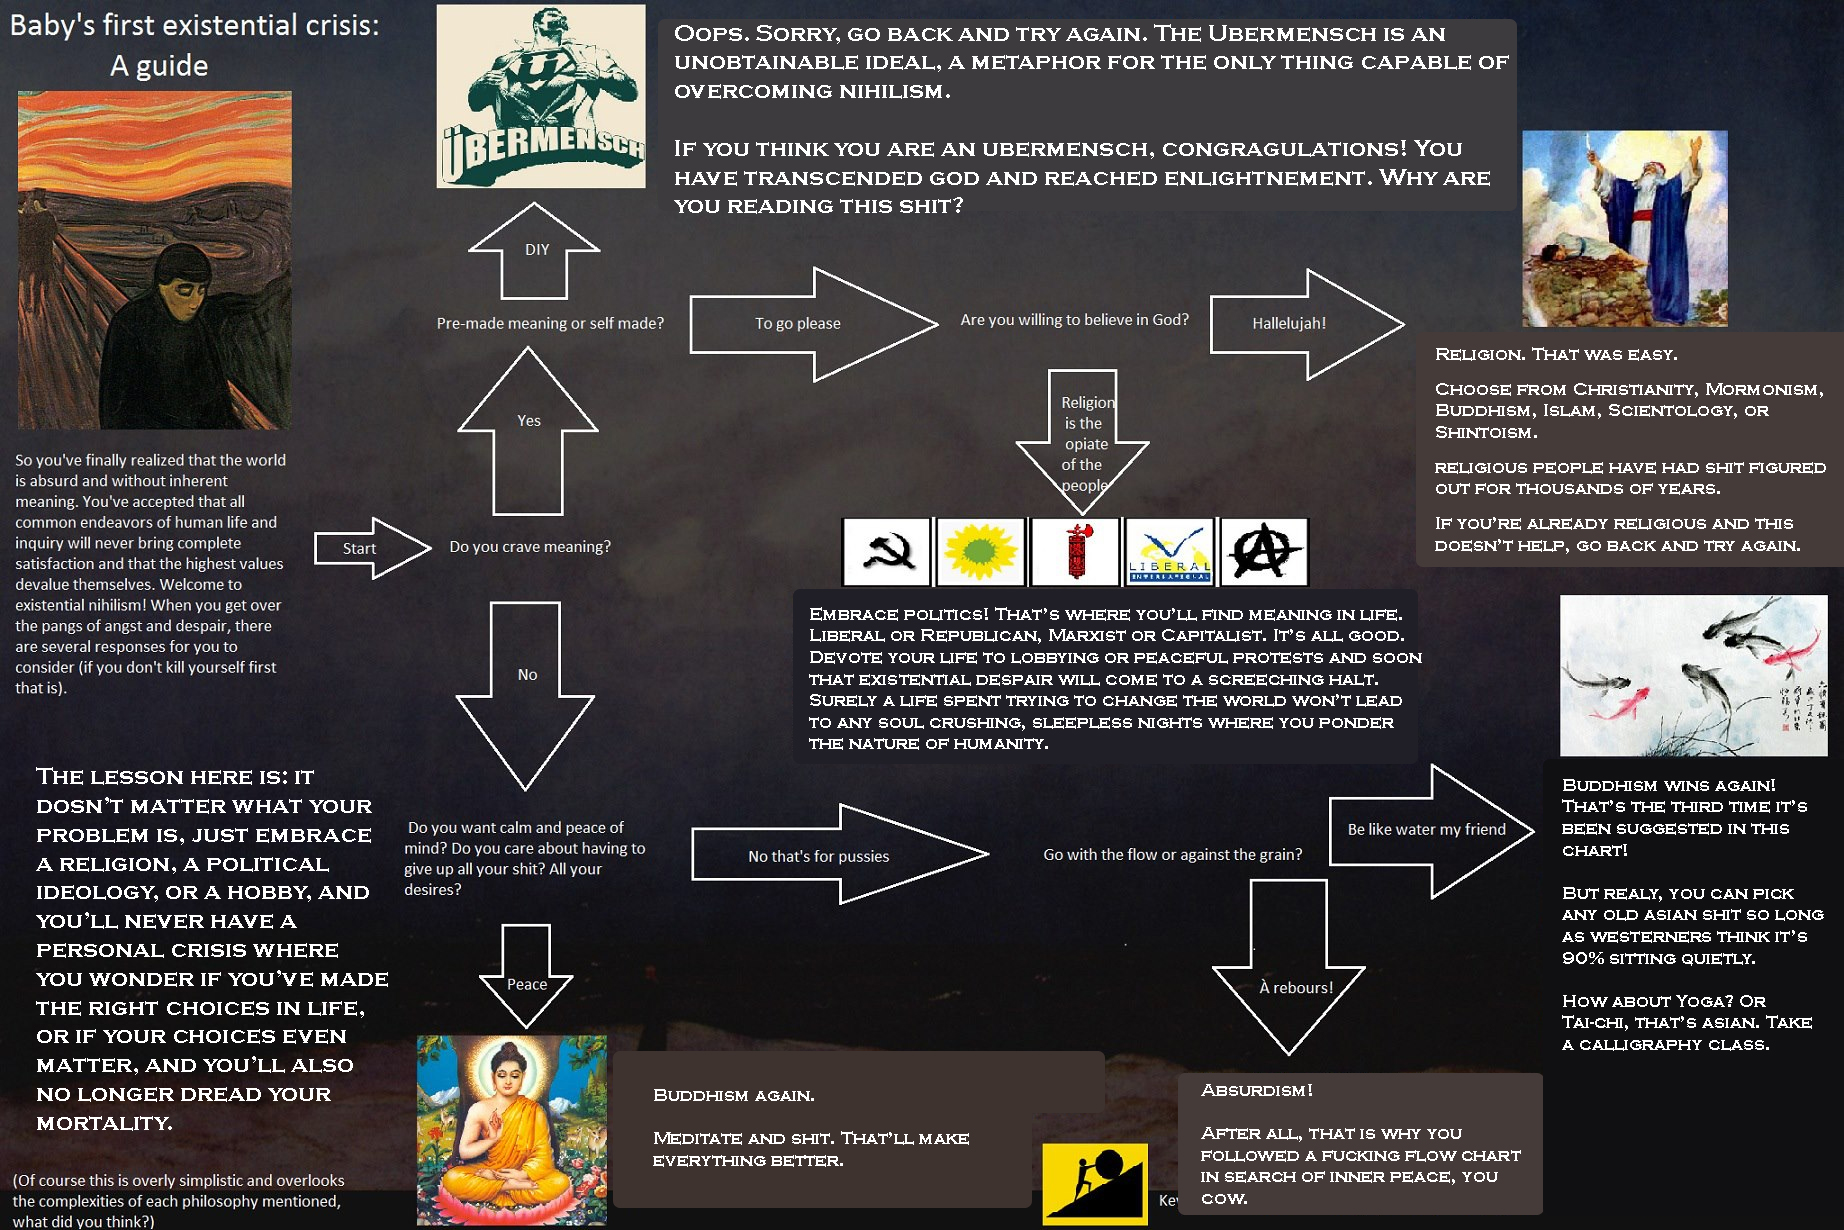 Baby's first existential crisis:
A guide
So you've finally realized that the world
is absurd and without inherent
meaning. You've accepted that all
common endeavors of human life and
inquiry will never bring complete
satisfaction and that the highest values
devalue themselves. Welcome to
existential nihilism! When you get over
the pangs of angst and despair, there
are several responses for you to
consider (if you don't kill yourself first
that is).
THE LESSON HERE IS: IT
DOSN'T MATTER WHAT YOUR
PROBLEM IS, JUST EMBRACE
A RELIGION, A POLITICAL
IDEOLOGY, OR A HOBBY, AND
YOU'LL NEVER HAVE A
PERSONAL CRISIS WHERE
YOU WONDER IF YOU'VE MADE
THE RIGHT CHOICES IN LIFE,
OR IF YOUR CHOICES EVEN
MATTER, AND YOU'LL ALSO
NO LONGER DREAD YOUR
MORTALITY.
(Of course this is overly simplistic and overlooks
the complexities of each philosophy mentioned,
what did you think?)
Start
Do you crave meaning?
Yes
Pre-made meaning or self made?
DIY
U
ÜBERMENSCH
OOPS. SORRY, GO BACK AND TRY AGAIN. THE UBERMENSCH IS AN
UNOBTAINABLE IDEAL, A METAPHOR FOR THE ONLY THING CAPABLE OF
OVERCOMING NIHILISM.
IF YOU THINK YOU ARE AN UBERMENSCH, CONGRAGULATIONS! YOU
HAVE TRANSCENDED GOD AND REACHED ENLIGHTNEMENT. WHY ARE
YOU READING THIS SHIT?
To go please
Are you willing to believe in God?
Hallelujah!
RELIGION. THAT WAS EASY.
CHOOSE FROM CHRISTIANITY, MORMONISM,
BUDDHISM, ISLAM, SCIENTOLOGY, OR
SHINTOISM.
RELIGIOUS PEOPLE HAVE HAD SHIT FIGURED
OUT FOR THOUSANDS OF YEARS.
IF YOU'RE ALREADY RELIGIOUS AND THIS
DOESN'T HELP, GO BACK AND TRY AGAIN.
Religion
is the
opiate
of the
people
LIBERAL
INTERNATIONAL
EMBRACE POLITICS! THAT'S WHERE YOU'LL FIND MEANING IN LIFE.
LIBERAL OR REPUBLICAN, MARXIST OR CAPITALIST. IT'S ALL GOOD.
DEVOTE YOUR LIFE TO LOBBYING OR PEACEFUL PROTESTS AND SOON
THAT EXISTENTIAL DESPAIR WILL COME TO A SCREECHING HALT.
SURELY A LIFE SPENT TRYING TO CHANGE THE WORLD WON'T LEAD
TO ANY SOUL CRUSHING, SLEEPLESS NIGHTS WHERE YOU PONDER
THE NATURE OF HUMANITY.
No
Do you want calm and peace of
mind? Do you care about having to
give up all your shit? All your
desires?
No that's for pussies
Go with the flow or against the grain?
Be like water my friend
BUDDHISM WINS AGAIN!
THAT'S THE THIRD TIME IT'S
BEEN SUGGESTED IN THIS
CHART!
BUT REALY, YOU CAN PICK
ANY OLD ASIAN SHIT SO LONG
AS WESTERNERS THINK IT'S
90% SITTING QUIETLY.
HOW ABOUT YOGA? OR
TAI-CHI, THAT'S ASIAN. TAKE
A CALLIGRAPHY CLASS.
Peace
BUDDHISM AGAIN.
MEDITATE AND SHIT. THAT'LL MAKE
EVERYTHING BETTER.
À rebours!
ABSURDISM!
AFTER ALL, THAT IS WHY YOU
FOLLOWED A FUCKING FLOW CHART
IN SEARCH OF INNER PEACE, YOU
COW.
Ke